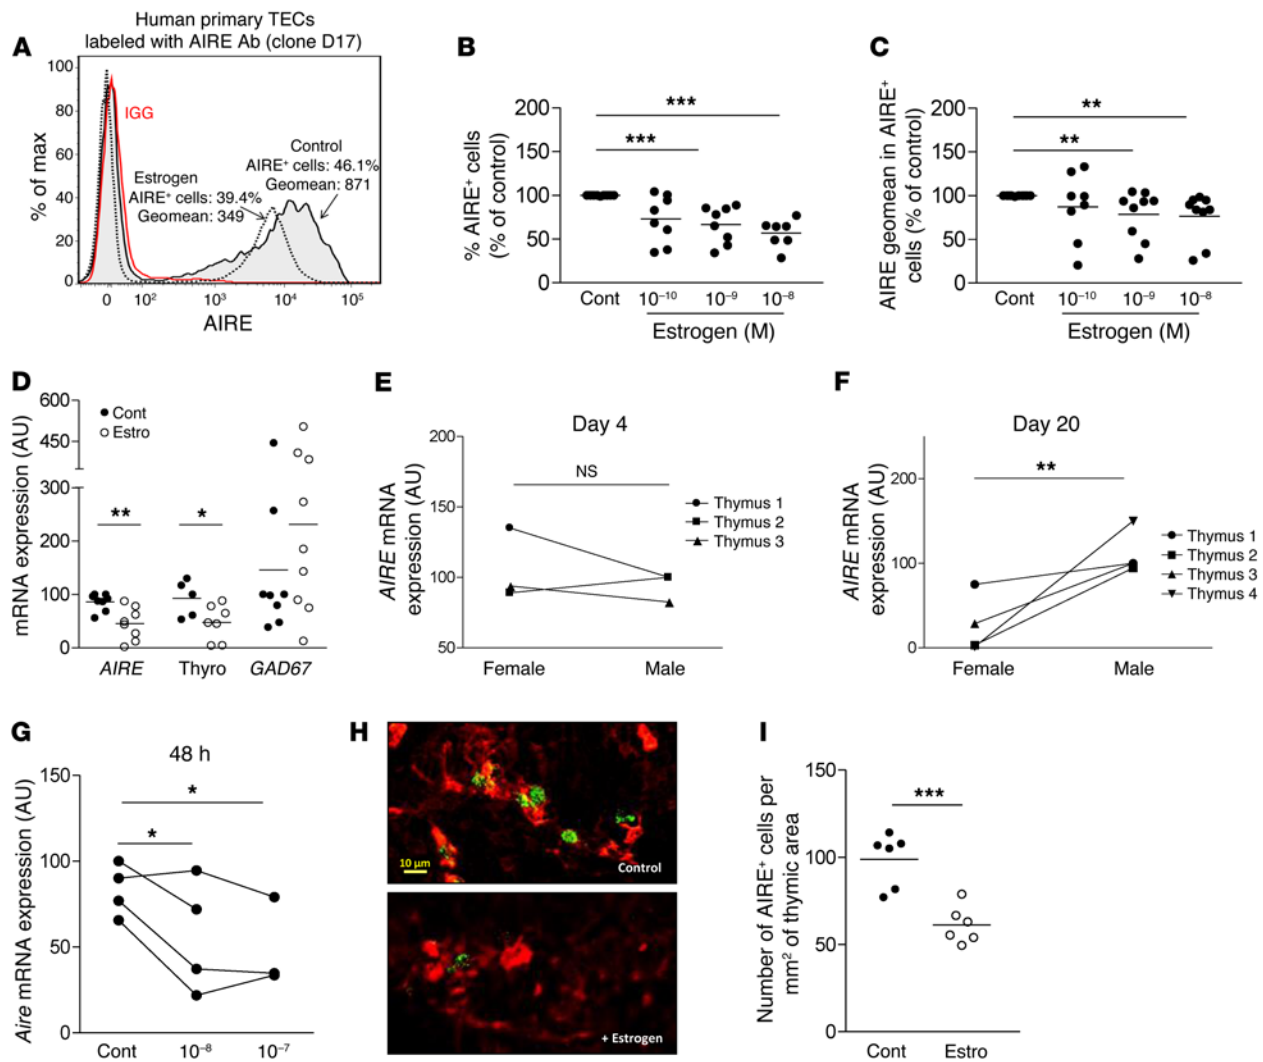 A
Human primary TECs
labeled with AIRE Ab (clone D17)
% of max
100
80
60
40
20
0
IGG
Control
AIRE⁺ cells: 46.1%
Geomean: 871
Estrogen
AIRE⁺ cells: 39.4%
Geomean: 349
0 10² 10³ 10⁴ 10⁵
AIRE
B
% AIRE⁺ cells
(% of control)
200
150
100
50
0
***
***
Cont 10⁻¹⁰ 10⁻⁹ 10⁻⁸
Estrogen (M)
C
AIRE geomean in AIRE⁺
cells (% of control)
200
150
100
50
0
**
**
Cont 10⁻¹⁰ 10⁻⁹ 10⁻⁸
Estrogen (M)
D
mRNA expression (AU)
600
450
300
200
100
0
Cont
Estro
** *
AIRE Thyro GAD67
E
Day 4
AIRE mRNA
expression (AU)
200
150
100
50
NS
Thymus 1
Thymus 2
Thymus 3
Female Male
F
Day 20
AIRE mRNA
expression (AU)
200
100
0
**
Thymus 1
Thymus 2
Thymus 3
Thymus 4
Female Male
G
48 h
Aire mRNA expression (AU)
150
100
50
0
*
*
Cont 10⁻⁸ 10⁻⁷
H
10 µm
Control
+ Estrogen
I
Number of AIRE⁺ cells per
mm² of thymic area
150
100
50
0
***
Cont Estro